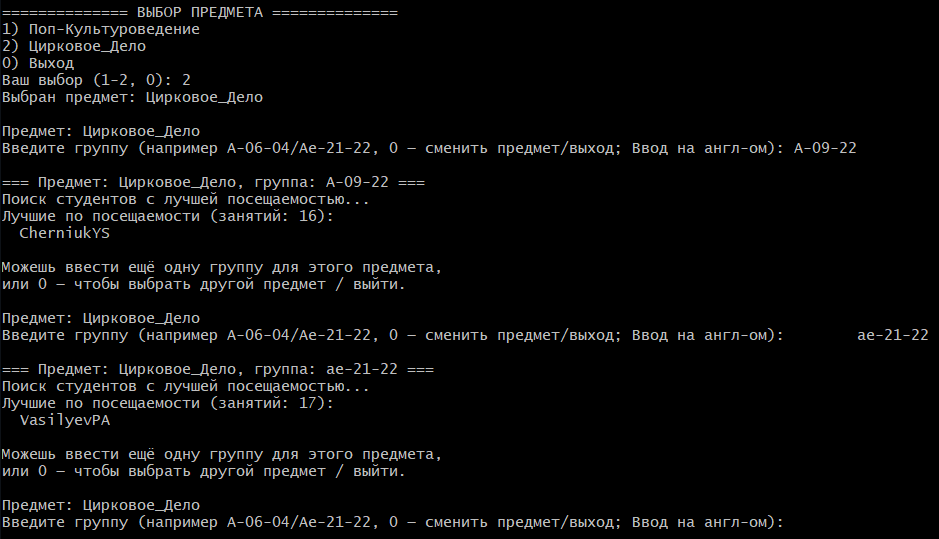 ============== ВЫБОР ПРЕДМЕТА ==============
1) Поп-Культуроведение
2) Цирковое_Дело
0) Выход
Ваш выбор (1-2, 0): 2
Выбран предмет: Цирковое_Дело
Предмет: Цирковое_Дело
Введите группу (например A-06-04/Ae-21-22, 0 — сменить предмет/выход; Ввод на англ-ом): A-09-22
=== Предмет: Цирковое_Дело, группа: A-09-22 ===
Поиск студентов с лучшей посещаемостью...
Лучшие по посещаемости (занятий: 16):
  CherniukYS
Можешь ввести ещё одну группу для этого предмета,
или 0 — чтобы выбрать другой предмет / выйти.
Предмет: Цирковое_Дело
Введите группу (например A-06-04/Ae-21-22, 0 — сменить предмет/выход; Ввод на англ-ом):        ae-21-22
=== Предмет: Цирковое_Дело, группа: ae-21-22 ===
Поиск студентов с лучшей посещаемостью...
Лучшие по посещаемости (занятий: 17):
  VasilyevPA
Можешь ввести ещё одну группу для этого предмета,
или 0 — чтобы выбрать другой предмет / выйти.
Предмет: Цирковое_Дело
Введите группу (например A-06-04/Ae-21-22, 0 — сменить предмет/выход; Ввод на англ-ом):